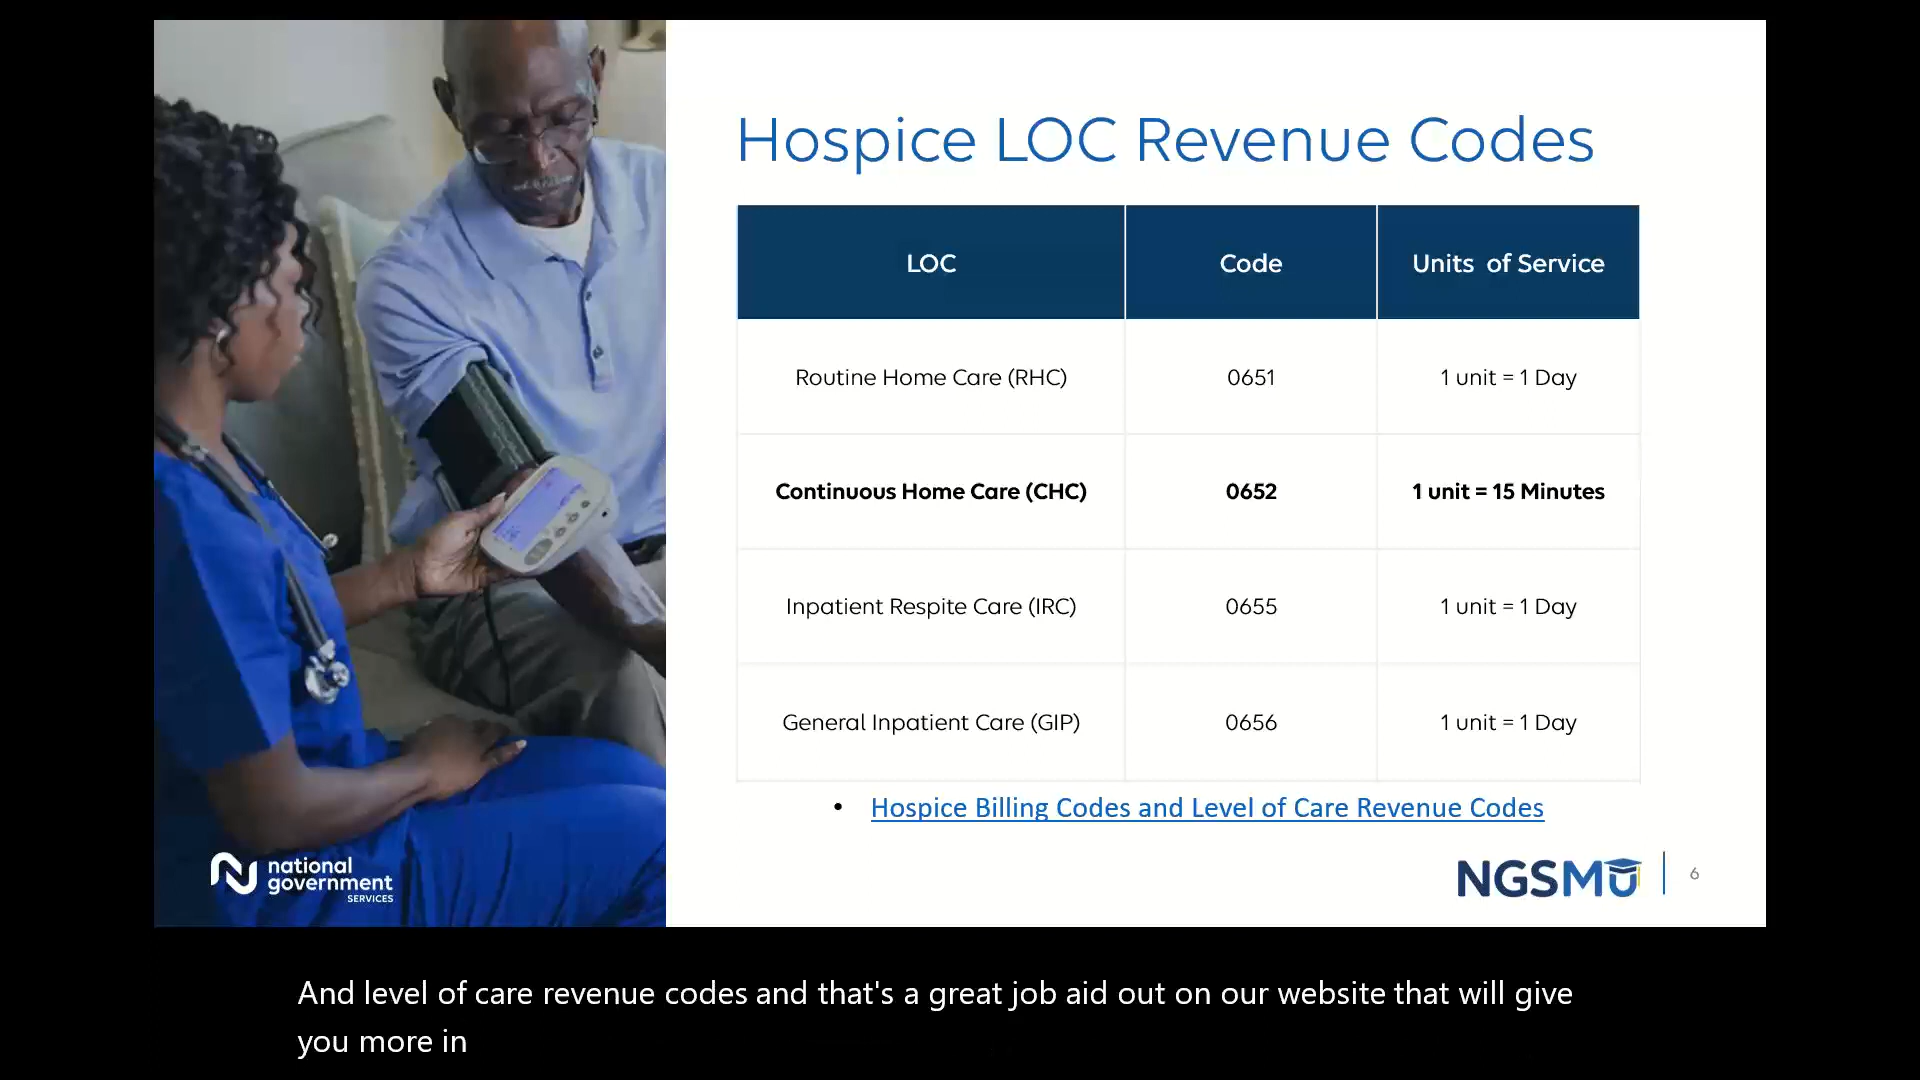 Hospice LOC Revenue Codes
LOC Code Units of Service
Routine Home Care (RHC) 0651 1 unit = 1 Day
Continuous Home Care (CHC) 0652 1 unit = 15 Minutes
Inpatient Respite Care (IRC) 0655 1 unit = 1 Day
General Inpatient Care (GIP) 0656 1 unit = 1 Day
• Hospice Billing Codes and Level of Care Revenue Codes
national
government
SERVICES
NGSMU 6
And level of care revenue codes and that's a great job aid out on our website that will give
you more in